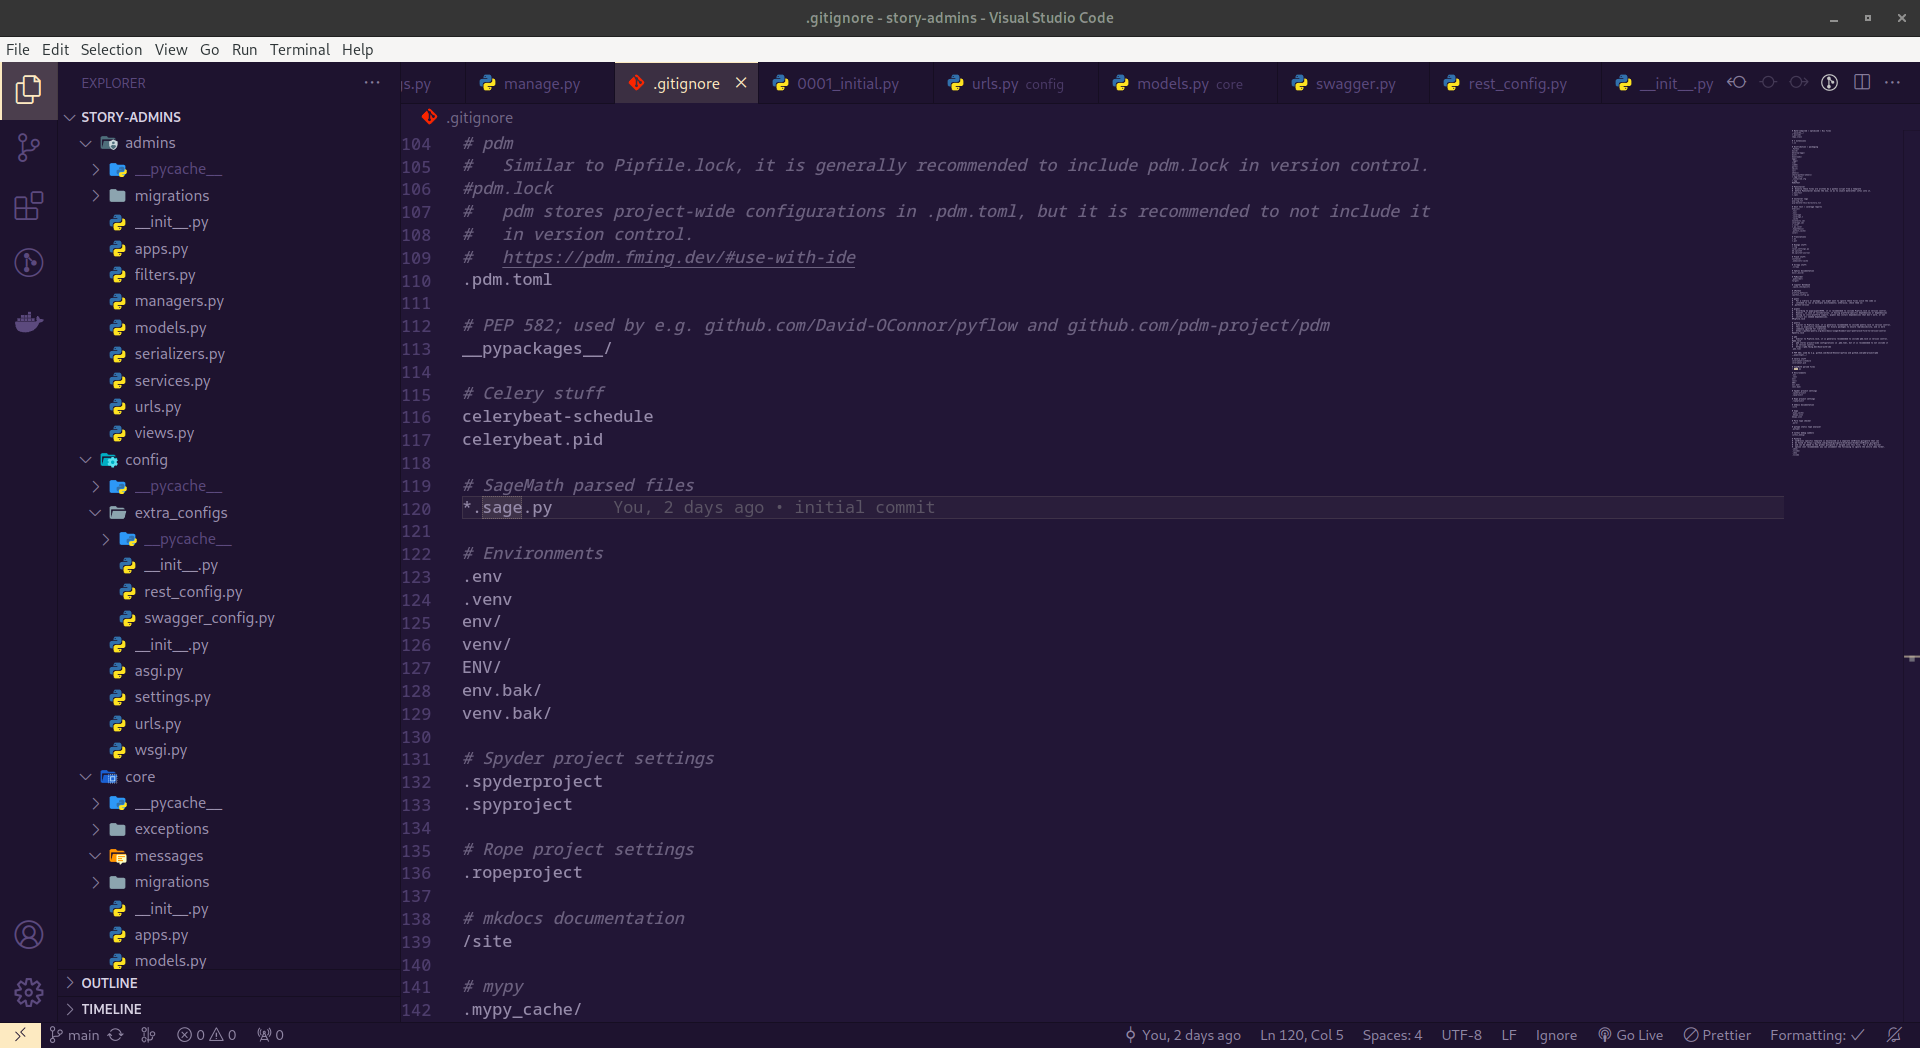 .gitignore - story-admins - Visual Studio Code
File Edit Selection View Go Run Terminal Help
EXPLORER
gs.py manage.py .gitignore 0001_initial.py urls.py config models.py core swagger.py rest_config.py __init__.py
STORY-ADMINS
admins
__pycache__
migrations
__init__.py
apps.py
filters.py
managers.py
models.py
serializers.py
services.py
urls.py
views.py
config
__pycache__
extra_configs
__pycache__
__init__.py
rest_config.py
swagger_config.py
__init__.py
asgi.py
settings.py
urls.py
wsgi.py
core
__pycache__
exceptions
messages
migrations
__init__.py
apps.py
models.py
OUTLINE
TIMELINE
.gitignore
104 # pdm
105 #   Similar to Pipfile.lock, it is generally recommended to include pdm.lock in version control.
106 #pdm.lock
107 #   pdm stores project-wide configurations in .pdm.toml, but it is recommended to not include it
108 #   in version control.
109 #   https://pdm.fming.dev/#use-with-ide
110 .pdm.toml
111
112 # PEP 582; used by e.g. github.com/David-OConnor/pyflow and github.com/pdm-project/pdm
113 __pypackages__/
114
115 # Celery stuff
116 celerybeat-schedule
117 celerybeat.pid
118
119 # SageMath parsed files
120 *.sage.py You, 2 days ago • initial commit
121
122 # Environments
123 .env
124 .venv
125 env/
126 venv/
127 ENV/
128 env.bak/
129 venv.bak/
130
131 # Spyder project settings
132 .spyderproject
133 .spyproject
134
135 # Rope project settings
136 .ropeproject
137
138 # mkdocs documentation
139 /site
140
141 # mypy
142 .mypy_cache/
main 0 0 0 You, 2 days ago Ln 120, Col 5 Spaces: 4 UTF-8 LF Ignore Go Live Prettier Formatting: ✓